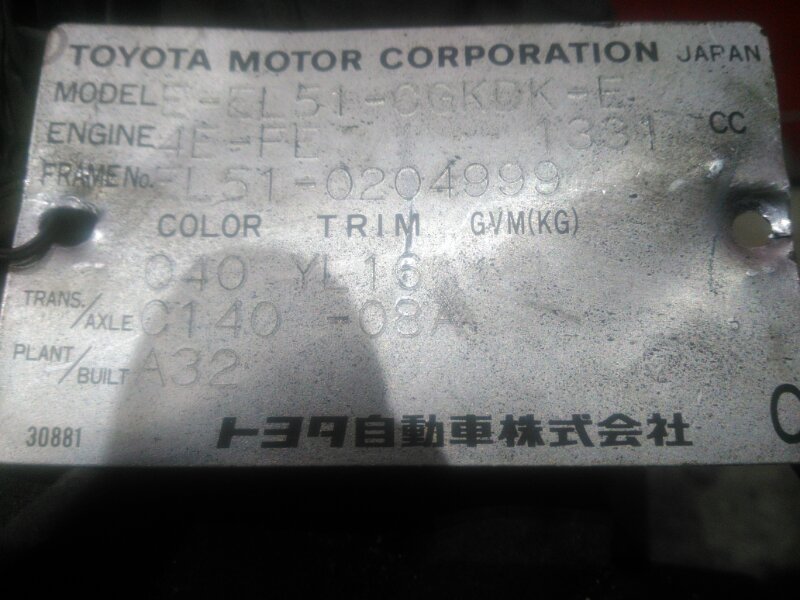 TOYOTA MOTOR CORPORATION JAPAN
MODEL E-EL51-CGKDK-E
ENGINE 4E-FE 1331 CC
FRAME No. EL51-0204999
COLOR TRIM G.V.M(KG)
040 YL16
TRANS./AXLE C140 -08A
PLANT/BUILT A32
30881 トヨタ自動車株式会社